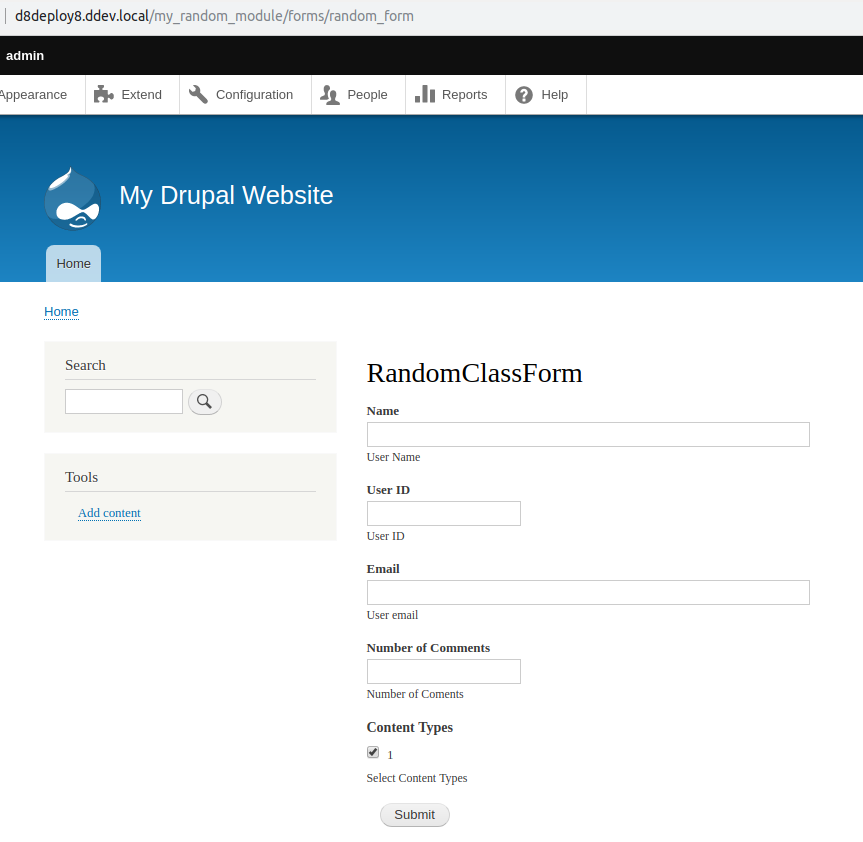 d8deploy8.ddev.local/my_random_module/forms/random_form
admin
Appearance Extend Configuration People Reports Help
My Drupal Website
Home
Home
Search
Tools
Add content
RandomClassForm
Name
User Name
User ID
User ID
Email
User email
Number of Comments
Number of Coments
Content Types
1
Select Content Types
Submit